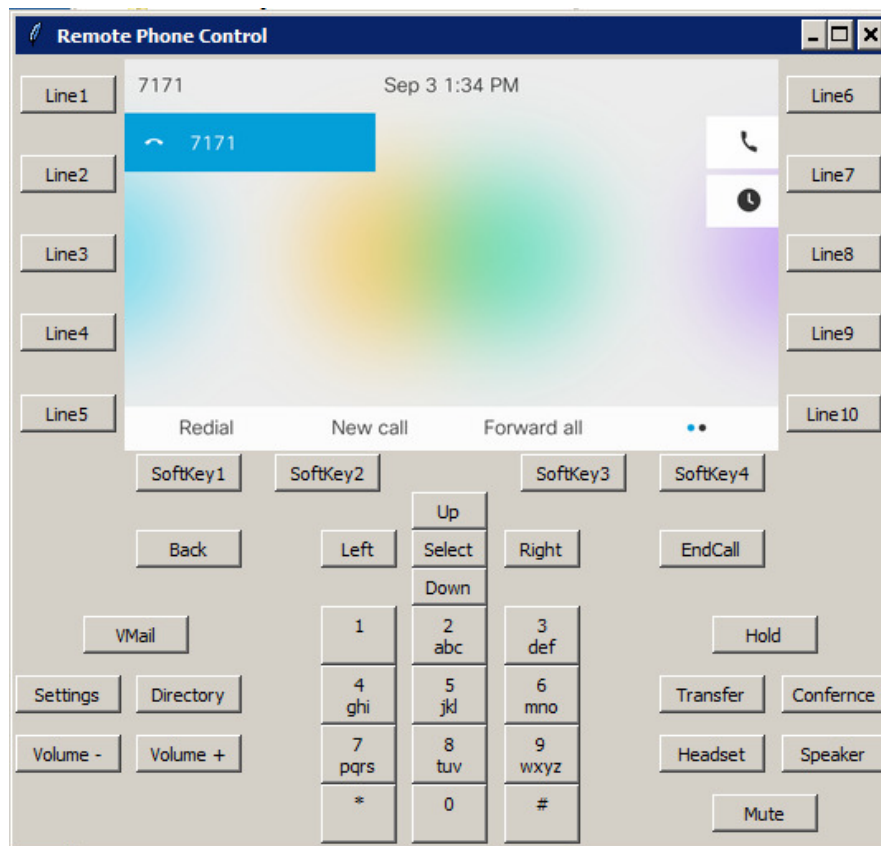 Remote Phone Control
7171 Sep 3 1:34 PM
Line1 Line6
7171
Line2 Line7
Line3 Line8
Line4 Line9
Line5 Line10
Redial New call Forward all
SoftKey1 SoftKey2 SoftKey3 SoftKey4
Up
Back Left Select Right EndCall
Down
VMail 1 2 3 Hold
abc def
Settings Directory 4 5 6 Transfer Confernce
ghi jkl mno
Volume - Volume + 7 8 9 Headset Speaker
pqrs tuv wxyz
* 0 #
Mute